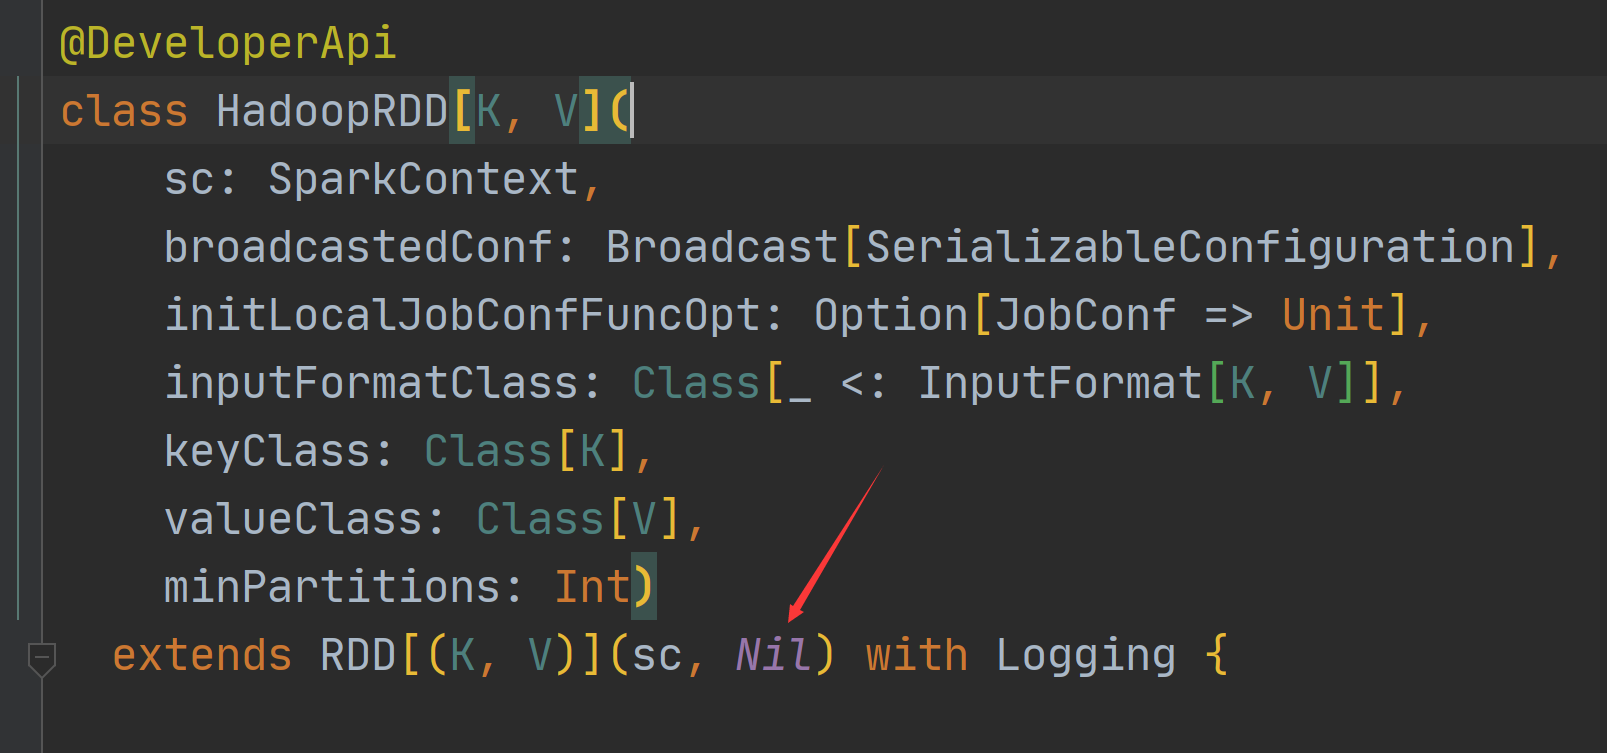 @DeveloperApi
class HadoopRDD[K, V](
sc: SparkContext,
broadcastedConf: Broadcast[SerializableConfiguration],
initLocalJobConfFuncOpt: Option[JobConf => Unit],
inputFormatClass: Class[_ <: InputFormat[K, V]],
keyClass: Class[K],
valueClass: Class[V],
minPartitions: Int)
extends RDD[(K, V)](sc, Nil) with Logging {